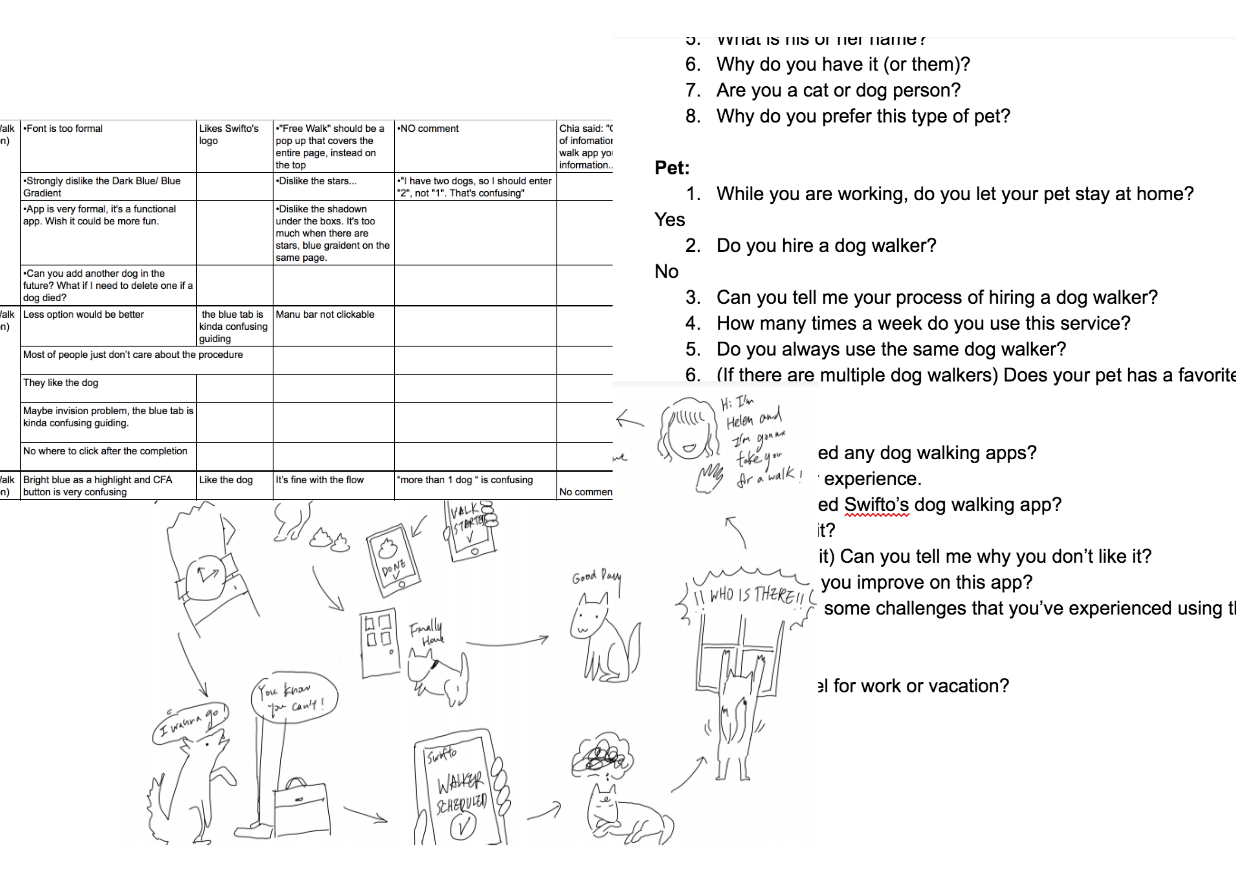 alk
n)
•Font is too formal
Likes Swifto's
logo
•"Free Walk" should be a
pop up that covers the
entire page, instead on
the top
•NO comment
Chia said: "C
of infomation
walk app you
information..
•Strongly dislike the Dark Blue/ Blue
Gradient
•Dislike the stars...
•"I have two dogs, so I should enter
"2", not "1". That's confusing"
•App is very formal, it's a functional
app. Wish it could be more fun.
•Dislike the shadown
under the boxs. It's too
much when there are
stars, blue graident on the
same page.
•Can you add another dog in the
future? What if I need to delete one if a
dog died?
alk
n)
Less option would be better
the blue tab is
kinda confusing
guiding
Manu bar not clickable
Most of people just don't care about the procedure
They like the dog
Maybe invision problem, the blue tab is
kinda confusing guiding.
No where to click after the completion
alk
n)
Bright blue as a highlight and CFA
button is very confusing
Like the dog
It's fine with the flow
"more than 1 dog " is confusing
No commen
5. What is his or her name?
6. Why do you have it (or them)?
7. Are you a cat or dog person?
8. Why do you prefer this type of pet?
Pet:
1. While you are working, do you let your pet stay at home?
Yes
2. Do you hire a dog walker?
No
3. Can you tell me your process of hiring a dog walker?
4. How many times a week do you use this service?
5. Do you always use the same dog walker?
6. (If there are multiple dog walkers) Does your pet has a favorite
ed any dog walking apps?
experience.
ed Swifto's dog walking app?
it?
it) Can you tell me why you don't like it?
you improve on this app?
some challenges that you've experienced using t
el for work or vacation?
Hi I'm
Helen and
I'm gonna
take you
for a walk!
WALK
STARTED
DONE
Finally
Home
Good Day
!! WHO IS THERE!!
I wanna go!
You know
you can't!
Swifto
WALKER
SCHEDULED